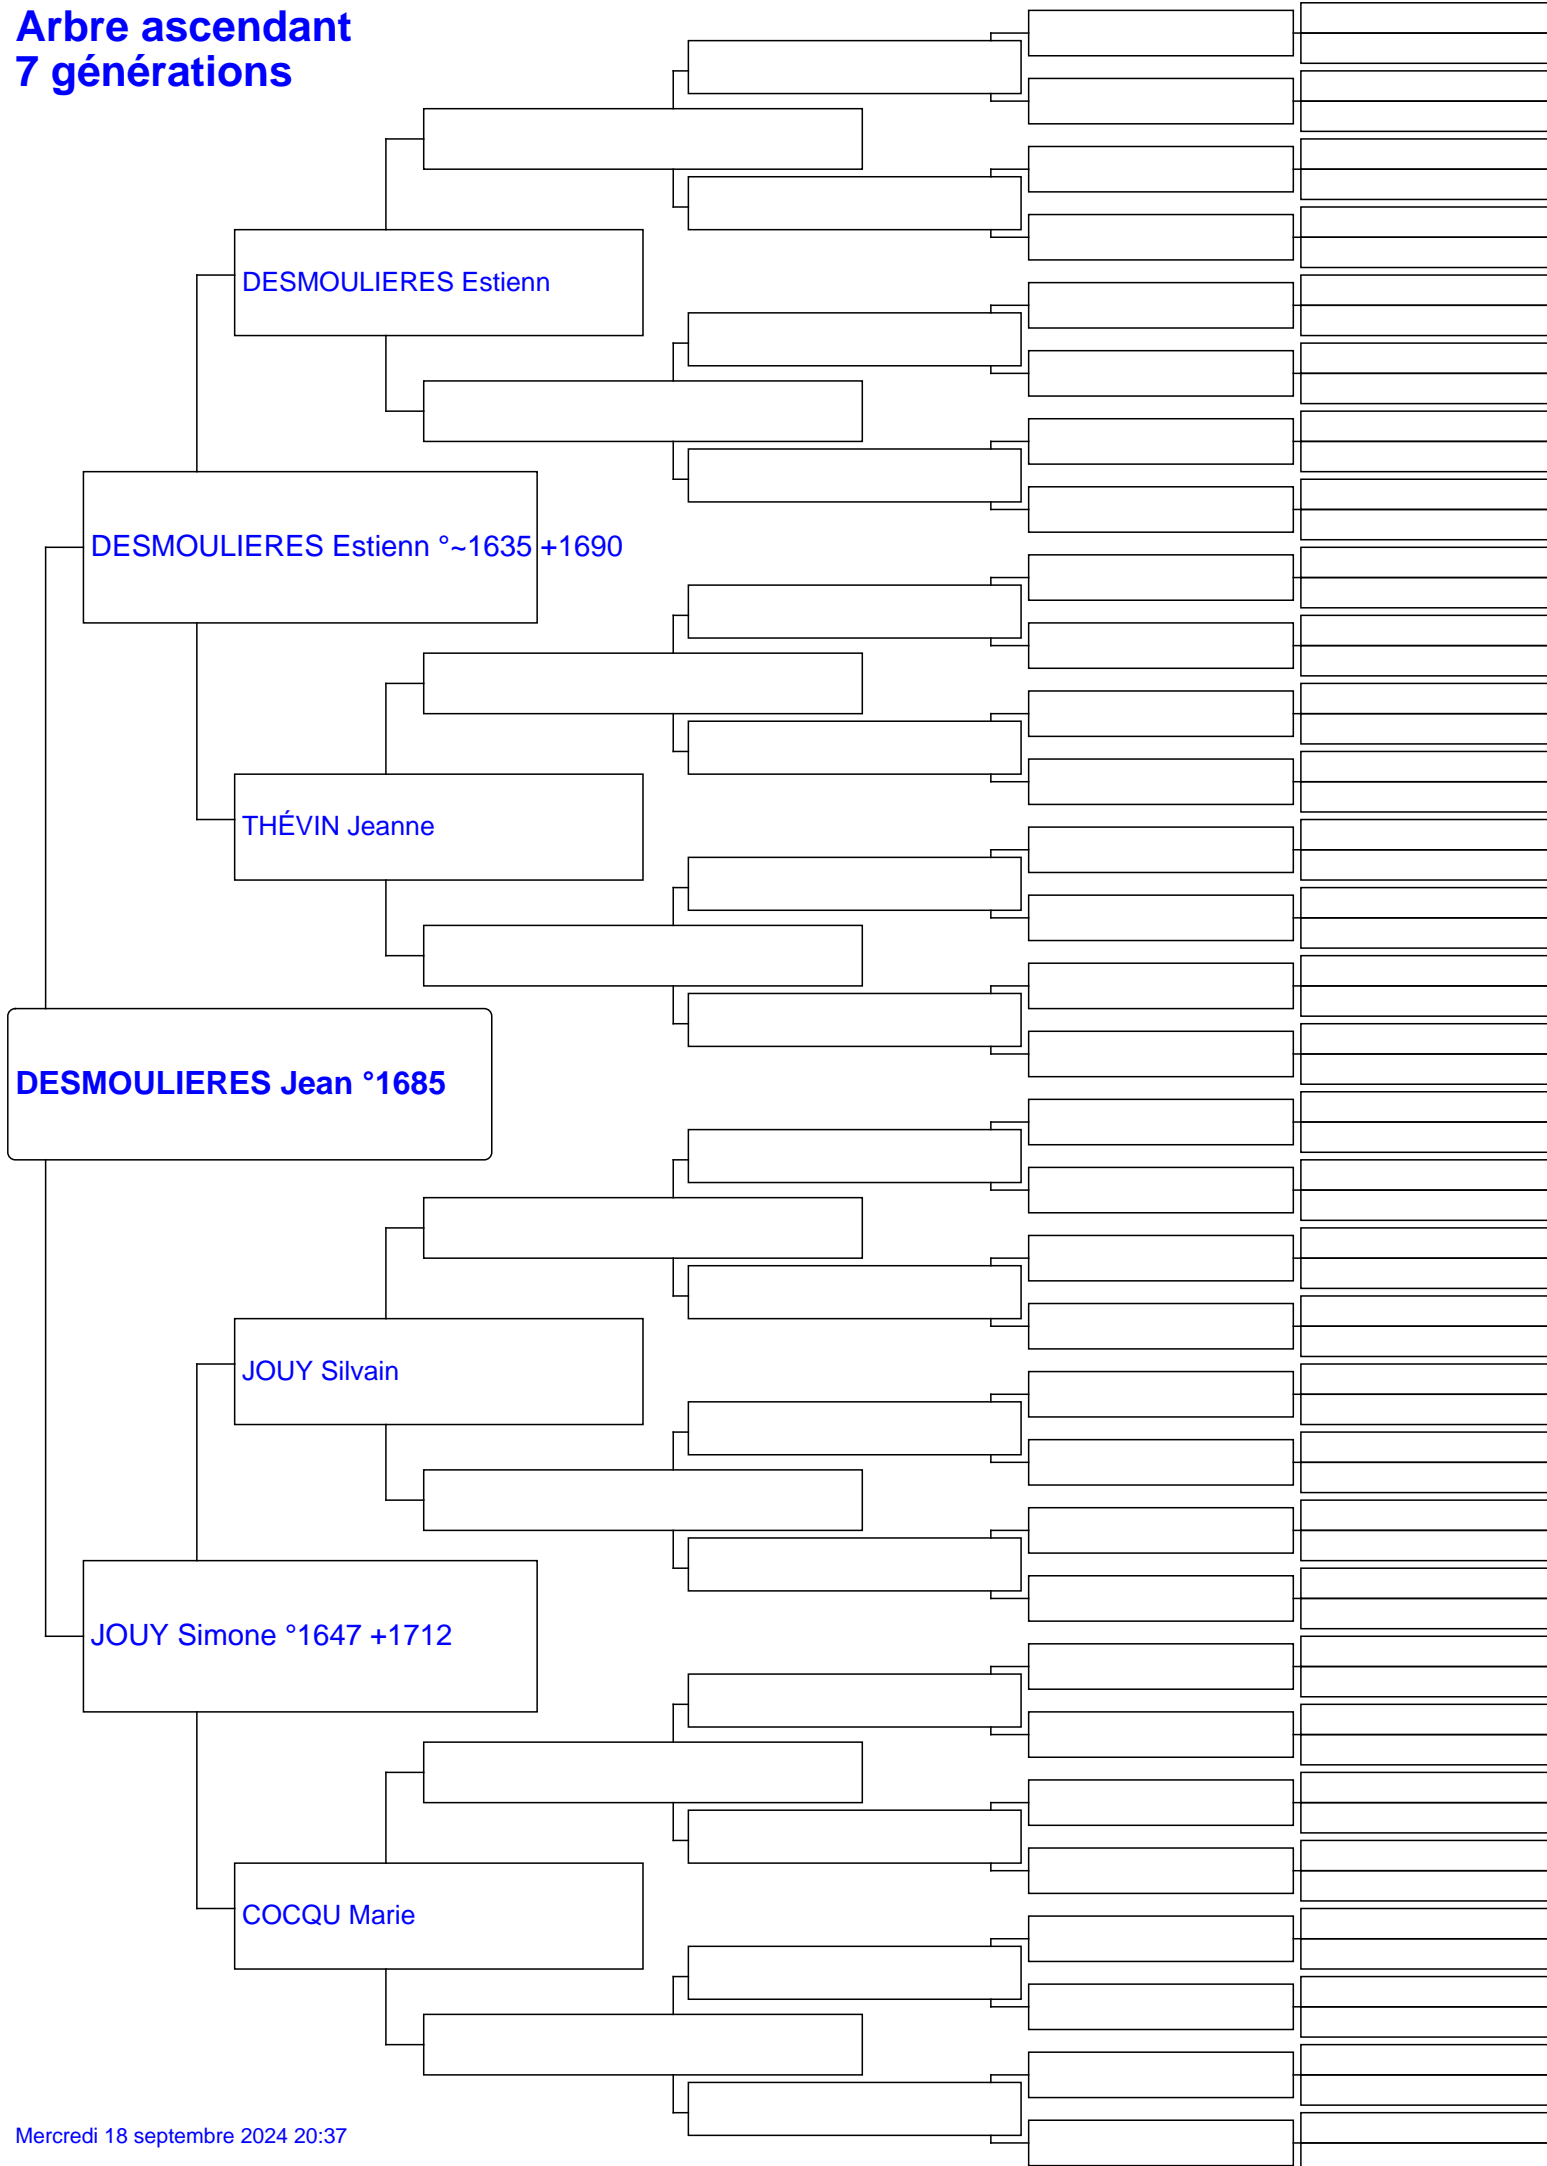 Arbre ascendant
7 générations
DESMOULIERES Estienn
DESMOULIERES Estienn °~1635 +1690
THÉVIN Jeanne
DESMOULIERES Jean °1685
JOUY Silvain
JOUY Simone °1647 +1712
COCQU Marie
Mercredi 18 septembre 2024 20:37